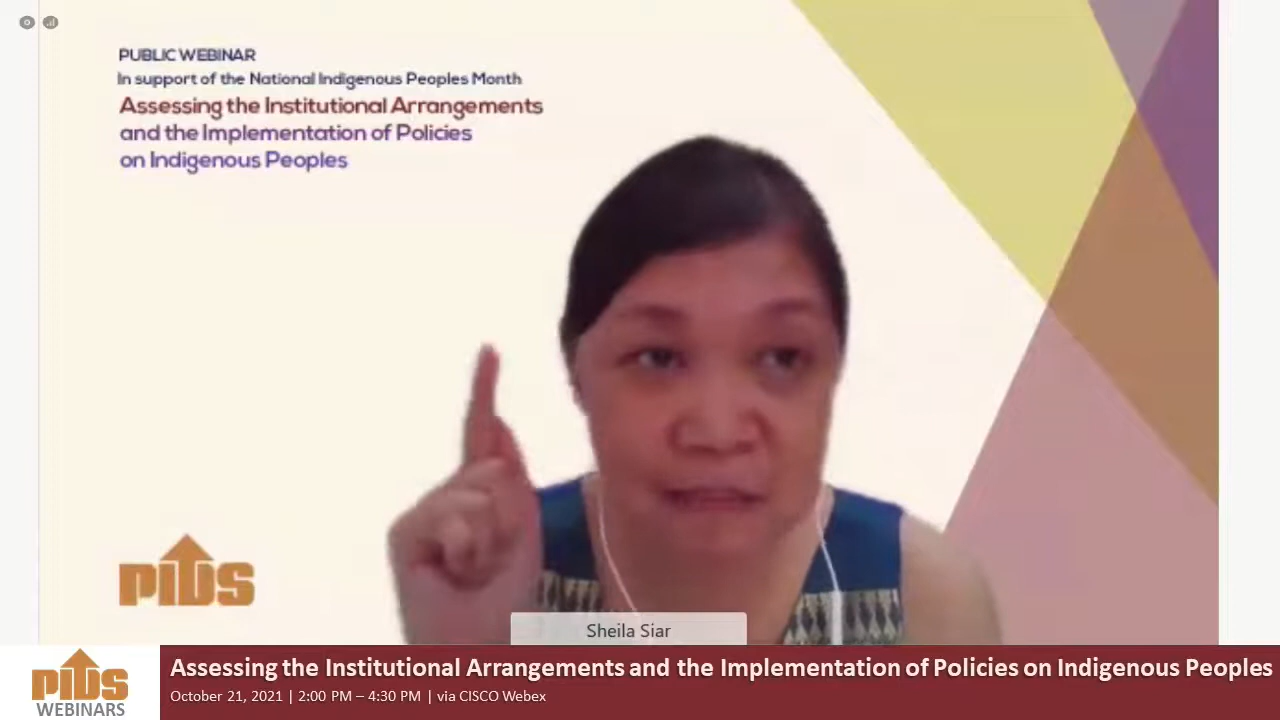 PUBLIC WEBINAR
In support of the National Indigenous Peoples Month
Assessing the Institutional Arrangements
and the Implementation of Policies
on Indigenous Peoples
PIDS
Sheila Siar
PIDS
WEBINARS
Assessing the Institutional Arrangements and the Implementation of Policies on Indigenous Peoples
October 21, 2021 | 2:00 PM – 4:30 PM | via CISCO Webex